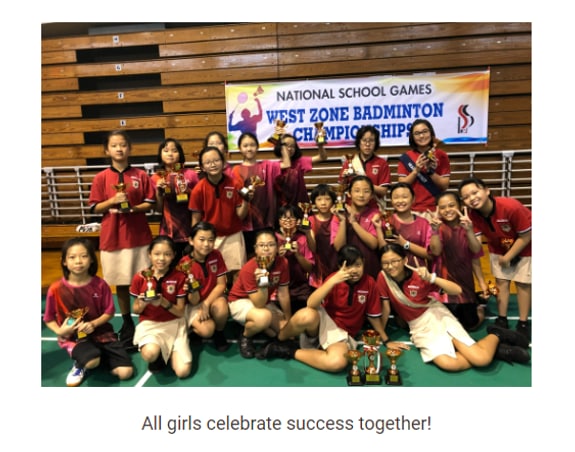 NATIONAL SCHOOL GAMES
WEST ZONE BADMINTON
CHAMPIONSHIPS
All girls celebrate success together!